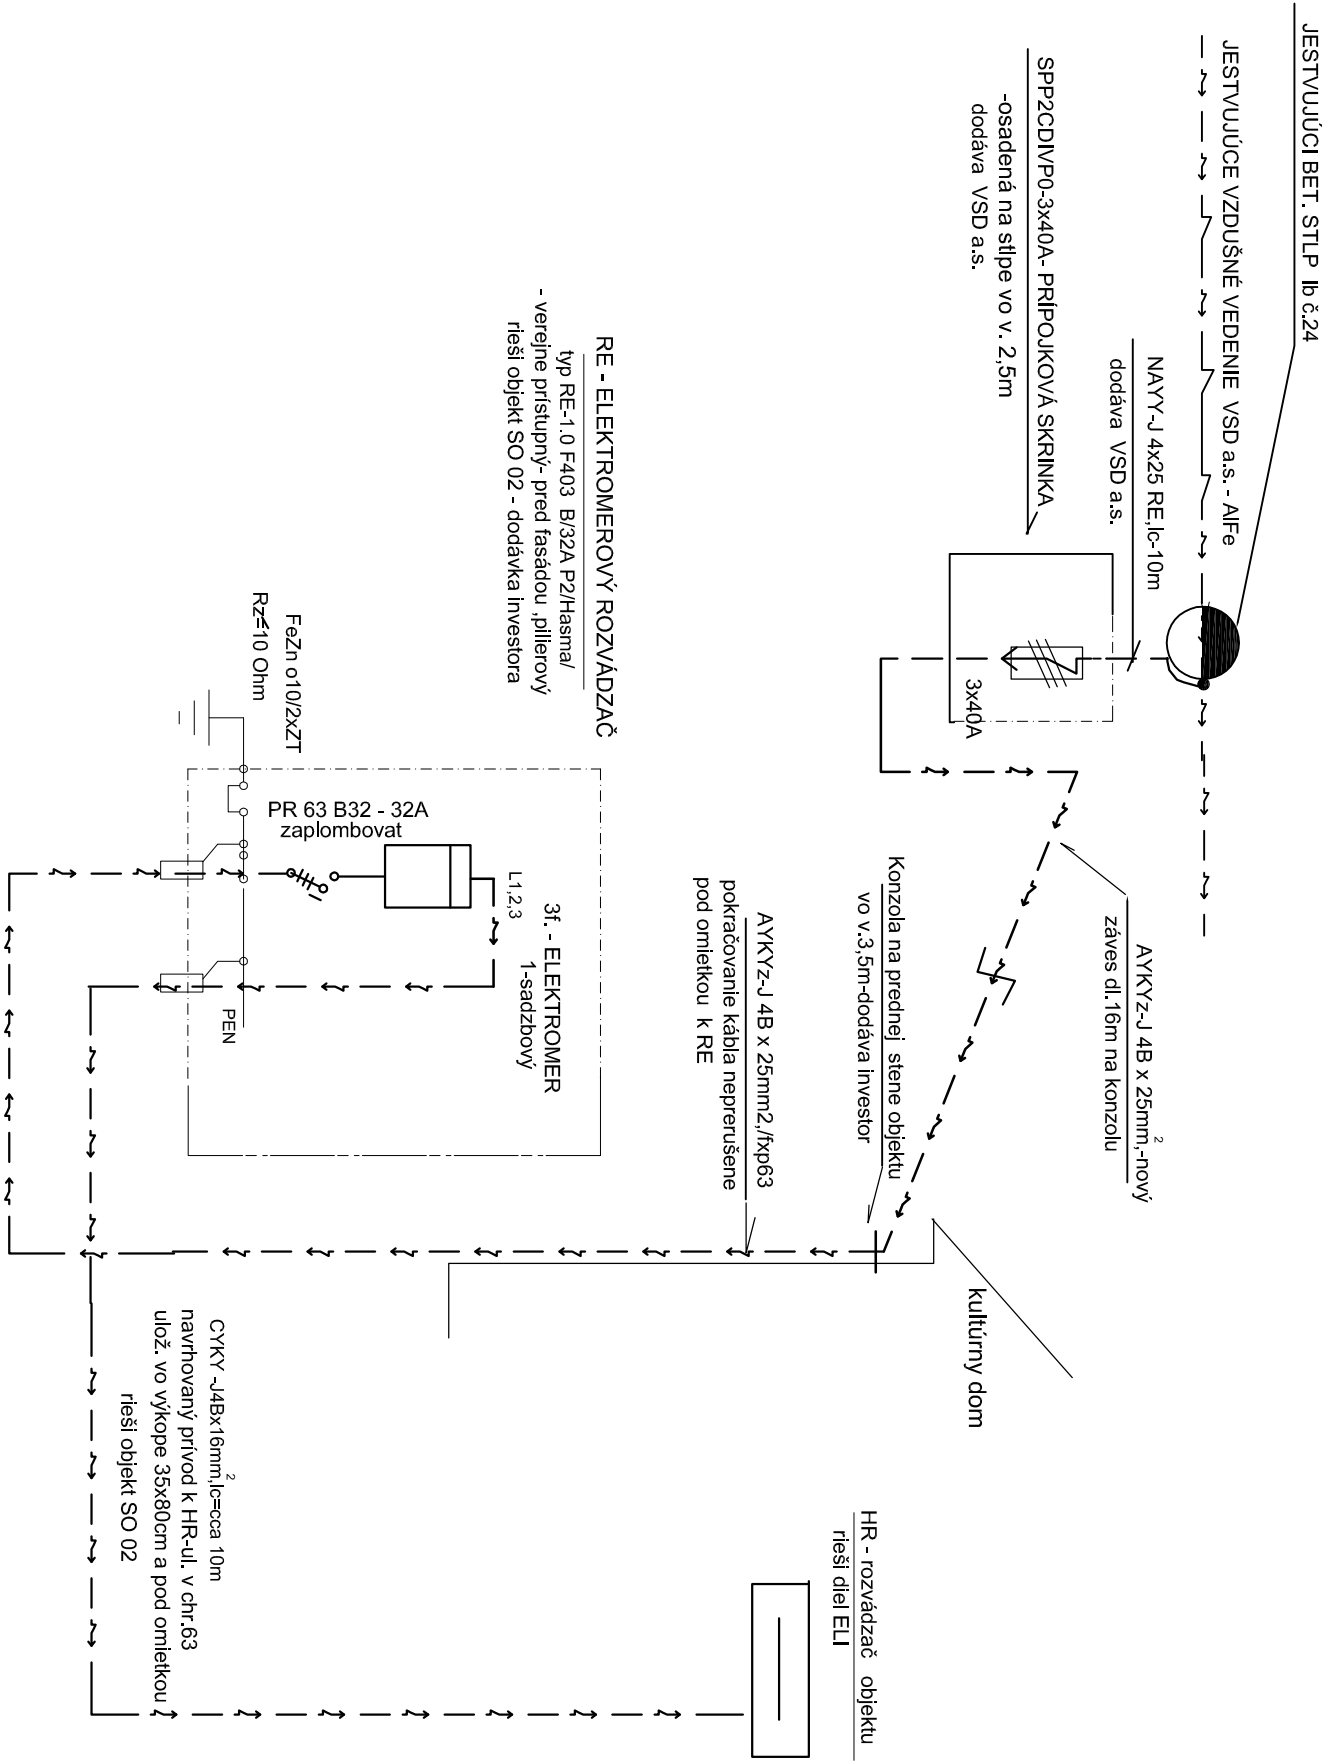 JESTVUJÚCI BET. STLP Ib č.24
JESTVUJÚCE VZDUŠNÉ VEDENIE VSD a.s. - AlFe
NAYY-J 4x25 RE,lc-10m
dodáva VSD a.s.
SPP2CDIVP0-3x40A- PRÍPOJKOVÁ SKRINKA
-osadená na stĺpe vo v. 2,5m
dodáva VSD a.s.
3x40A
AYKYz-J 4B x 25mm²,-nový
záves dl.16m na konzolu
Konzola na prednej stene objektu
vo v.3,5m-dodáva investor
kultúrny dom
AYKYz-J 4B x 25mm2,/fxp63
pokračovanie kábla neprerušene
pod omietkou k RE
HR - rozvádzač objektu
rieši diel ELI
RE - ELEKTROMEROVÝ ROZVÁDZAČ
typ RE-1.0 F403 B/32A P2/Hasma/
- verejne prístupný- pred fasádou ,pilierový
rieši objekt SO 02 - dodávka investora
3f. - ELEKTROMER
1-sadzbový
L1,2,3
PR 63 B32 - 32A
zaplombovat
FeZn o10/2xZT
Rz≤10 Ohm
PEN
CYKY -J4Bx16mm²,lc=cca 10m
navrhovaný prívod k HR-ul. v chr.63
ulož. vo výkope 35x80cm a pod omietkou
rieši objekt SO 02